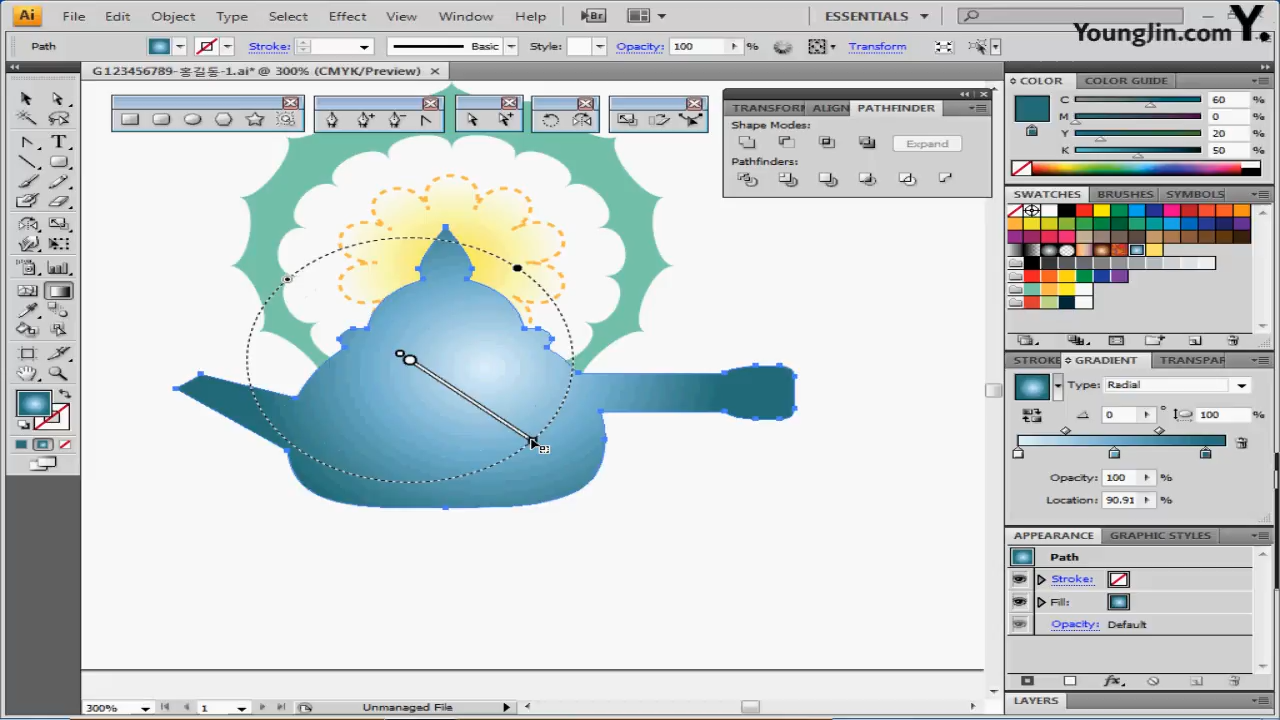 Ai File Edit Object Type Select Effect View Window Help Br ESSENTIALS
YoungJin.com Y.
Path Stroke: Basic Style: Opacity: 100 % Transform
G123456789-홍길동-1.ai* @ 300% (CMYK/Preview)
COLOR COLOR GUIDE
C 60 %
M 0 %
Y 20 %
K 50 %
TRANSFORM ALIGN PATHFINDER
Shape Modes:
Expand
Pathfinders:
SWATCHES BRUSHES SYMBOLS
STROKE GRADIENT TRANSPAR
Type: Radial
0 ° 100 %
Opacity: 100 %
Location: 90.91 %
APPEARANCE GRAPHIC STYLES
Path
Stroke:
Fill:
Opacity: Default
LAYERS
300% 1 Unmanaged File